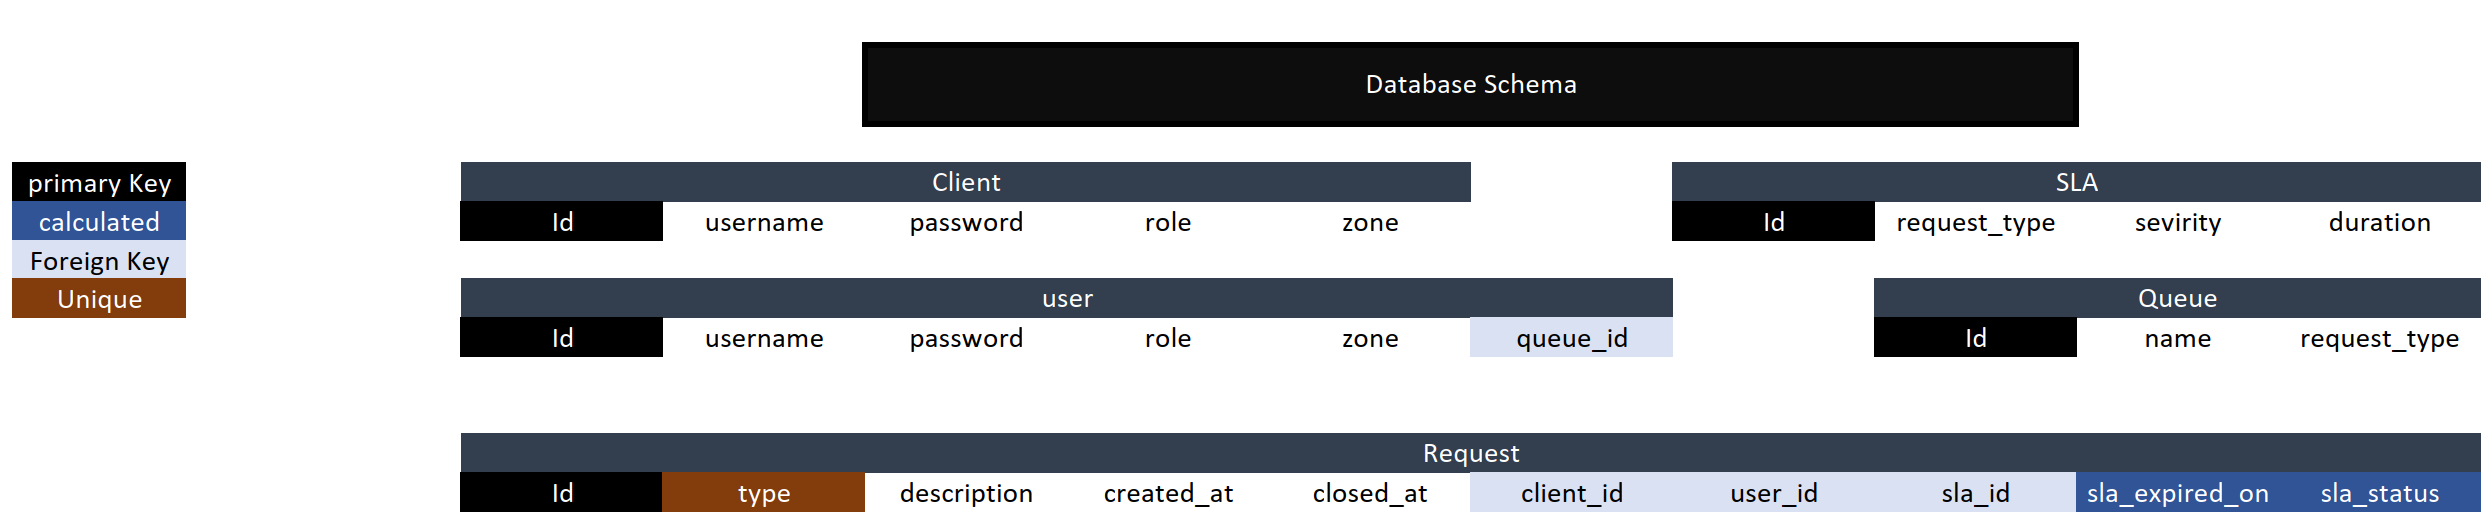 Database Schema
primary Key
calculated
Foreign Key
Unique
Client
Id username password role zone
SLA
Id request_type sevirity duration
user
Id username password role zone queue_id
Queue
Id name request_type
Request
Id type description created_at closed_at client_id user_id sla_id sla_expired_on sla_status